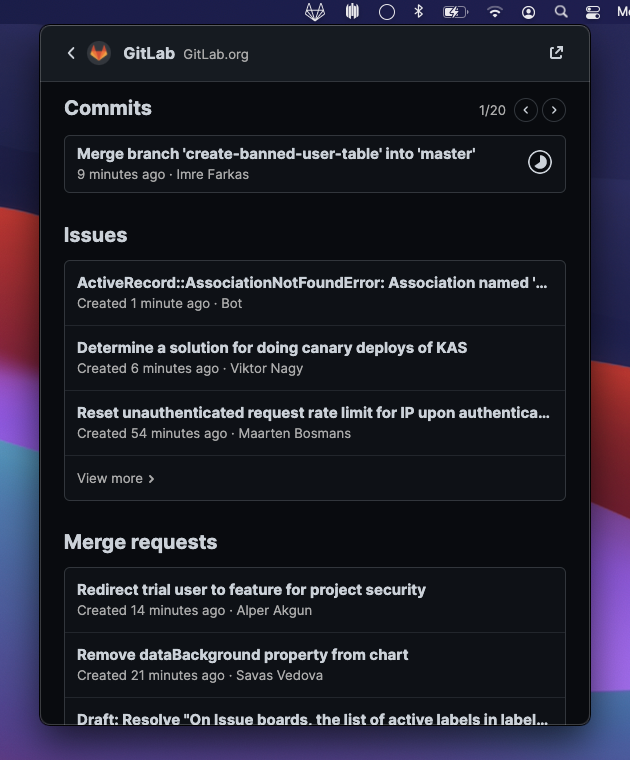 GitLab GitLab.org
Commits
1/20
Merge branch 'create-banned-user-table' into 'master'
9 minutes ago · Imre Farkas
Issues
ActiveRecord::AssociationNotFoundError: Association named '...
Created 1 minute ago · Bot
Determine a solution for doing canary deploys of KAS
Created 6 minutes ago · Viktor Nagy
Reset unauthenticated request rate limit for IP upon authentica...
Created 54 minutes ago · Maarten Bosmans
View more
Merge requests
Redirect trial user to feature for project security
Created 14 minutes ago · Alper Akgun
Remove dataBackground property from chart
Created 21 minutes ago · Savas Vedova
Draft: Resolve "On Issue boards, the list of active labels in label...